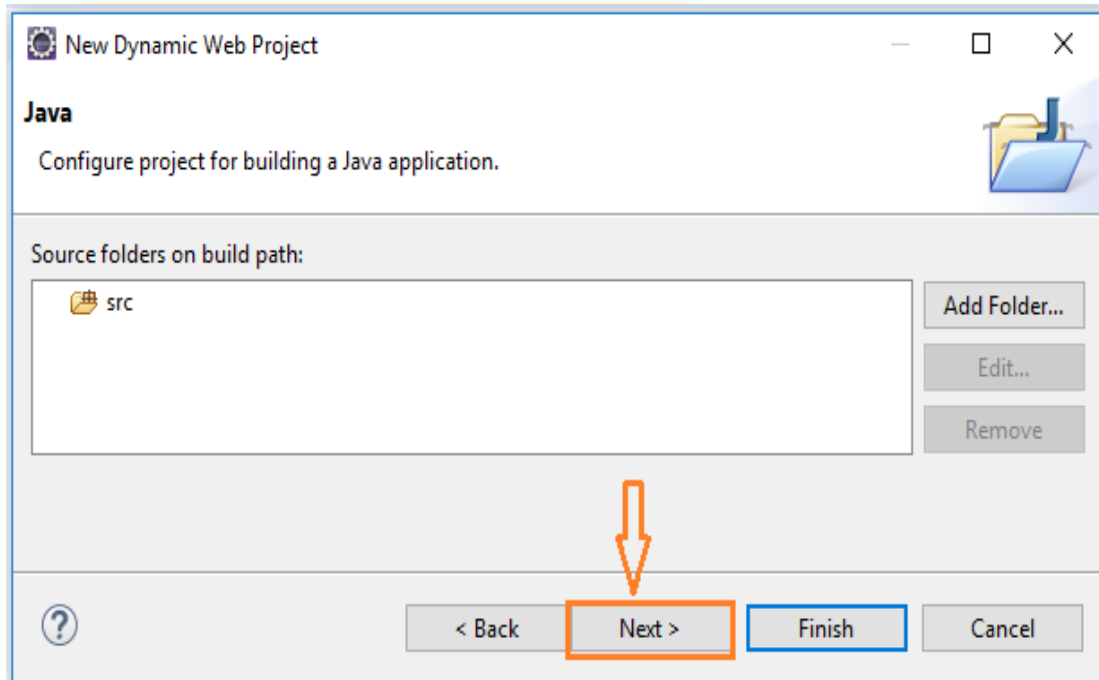 New Dynamic Web Project
Java
Configure project for building a Java application.
Source folders on build path:
src
Add Folder...
Edit...
Remove
?
< Back
Next >
Finish
Cancel